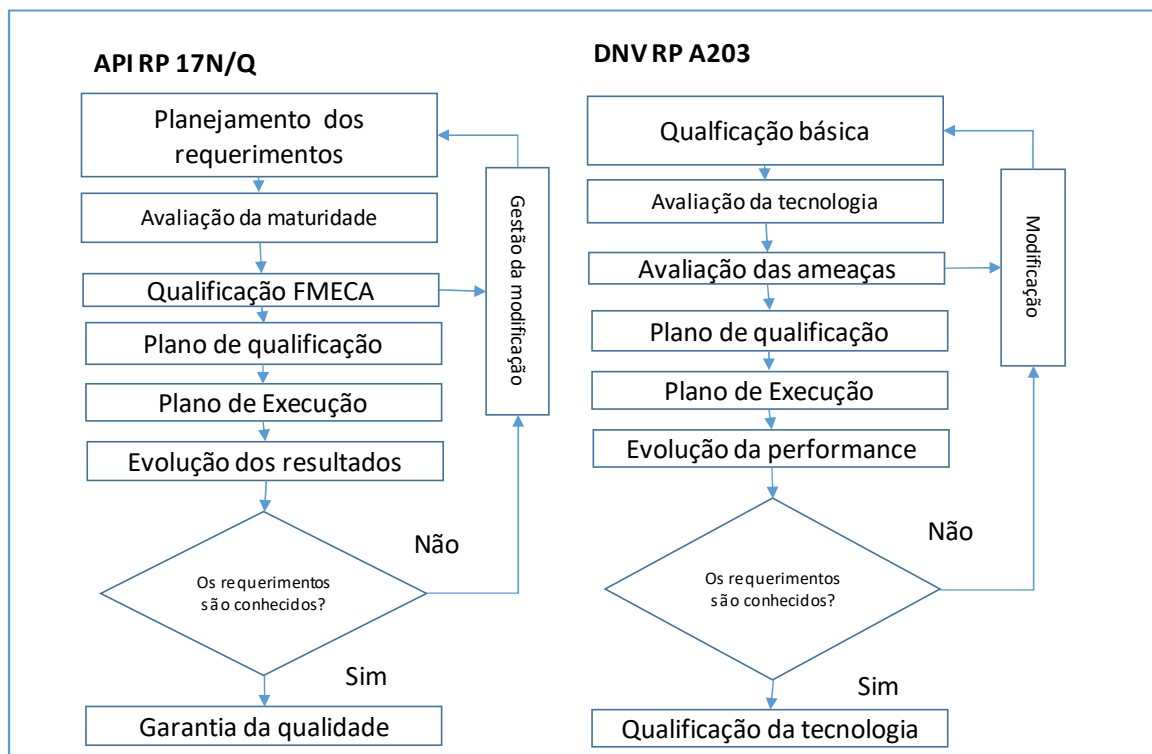 API RP 17N/Q
Planejamento dos
requerimentos
Avaliação da maturidade
Qualificação FMECA
Plano de qualificação
Plano de Execução
Evolução dos resultados
Gestão da modificação
Não
Os requerimentos
são conhecidos?
Sim
Garantia da qualidade
DNV RP A203
Qualficação básica
Avaliação da tecnologia
Avaliação das ameaças
Plano de qualificação
Plano de Execução
Evolução da performance
Modificação
Não
Os requerimentos
são conhecidos?
Sim
Qualificação da tecnologia